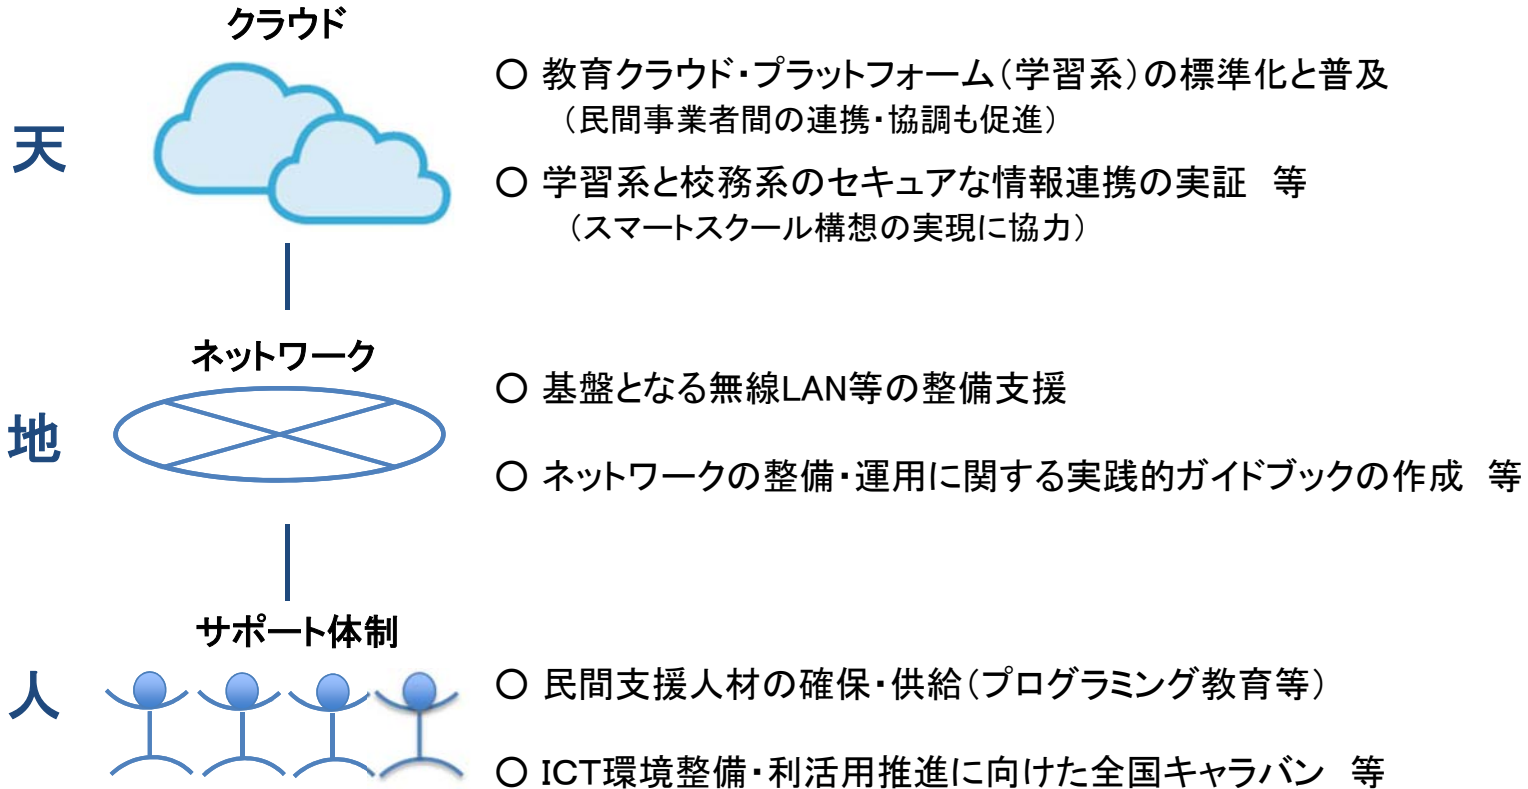 クラウド
天
○ 教育クラウド・プラットフォーム（学習系）の標準化と普及
（民間事業者間の連携・協調も促進）
○ 学習系と校務系のセキュアな情報連携の実証　等
（スマートスクール構想の実現に協力）
ネットワーク
地
○ 基盤となる無線LAN等の整備支援
○ ネットワークの整備・運用に関する実践的ガイドブックの作成　等
サポート体制
人
○ 民間支援人材の確保・供給（プログラミング教育等）
○ ICT環境整備・利活用推進に向けた全国キャラバン　等